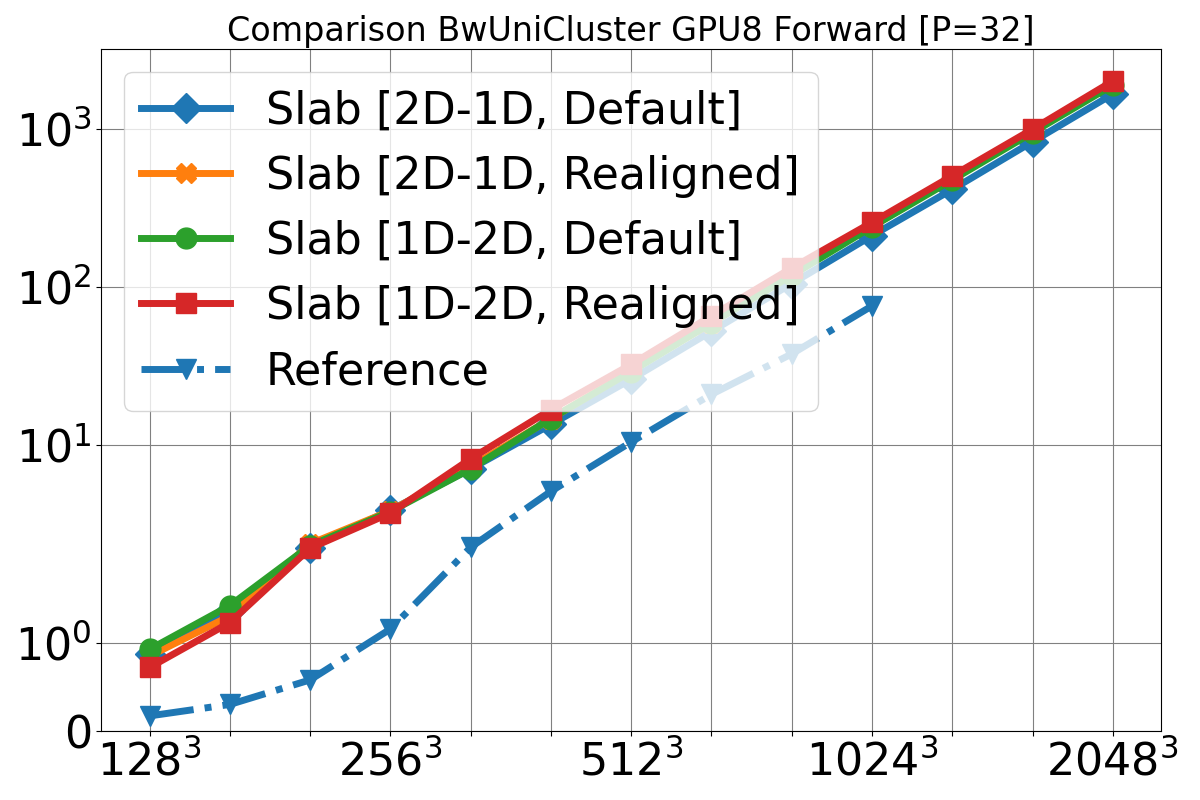 Comparison BwUniCluster GPU8 Forward [P=32]
Slab [2D-1D, Default]
Slab [2D-1D, Realigned]
Slab [1D-2D, Default]
Slab [1D-2D, Realigned]
Reference
10³
10²
10¹
10⁰
0
128³ 256³ 512³ 1024³ 2048³